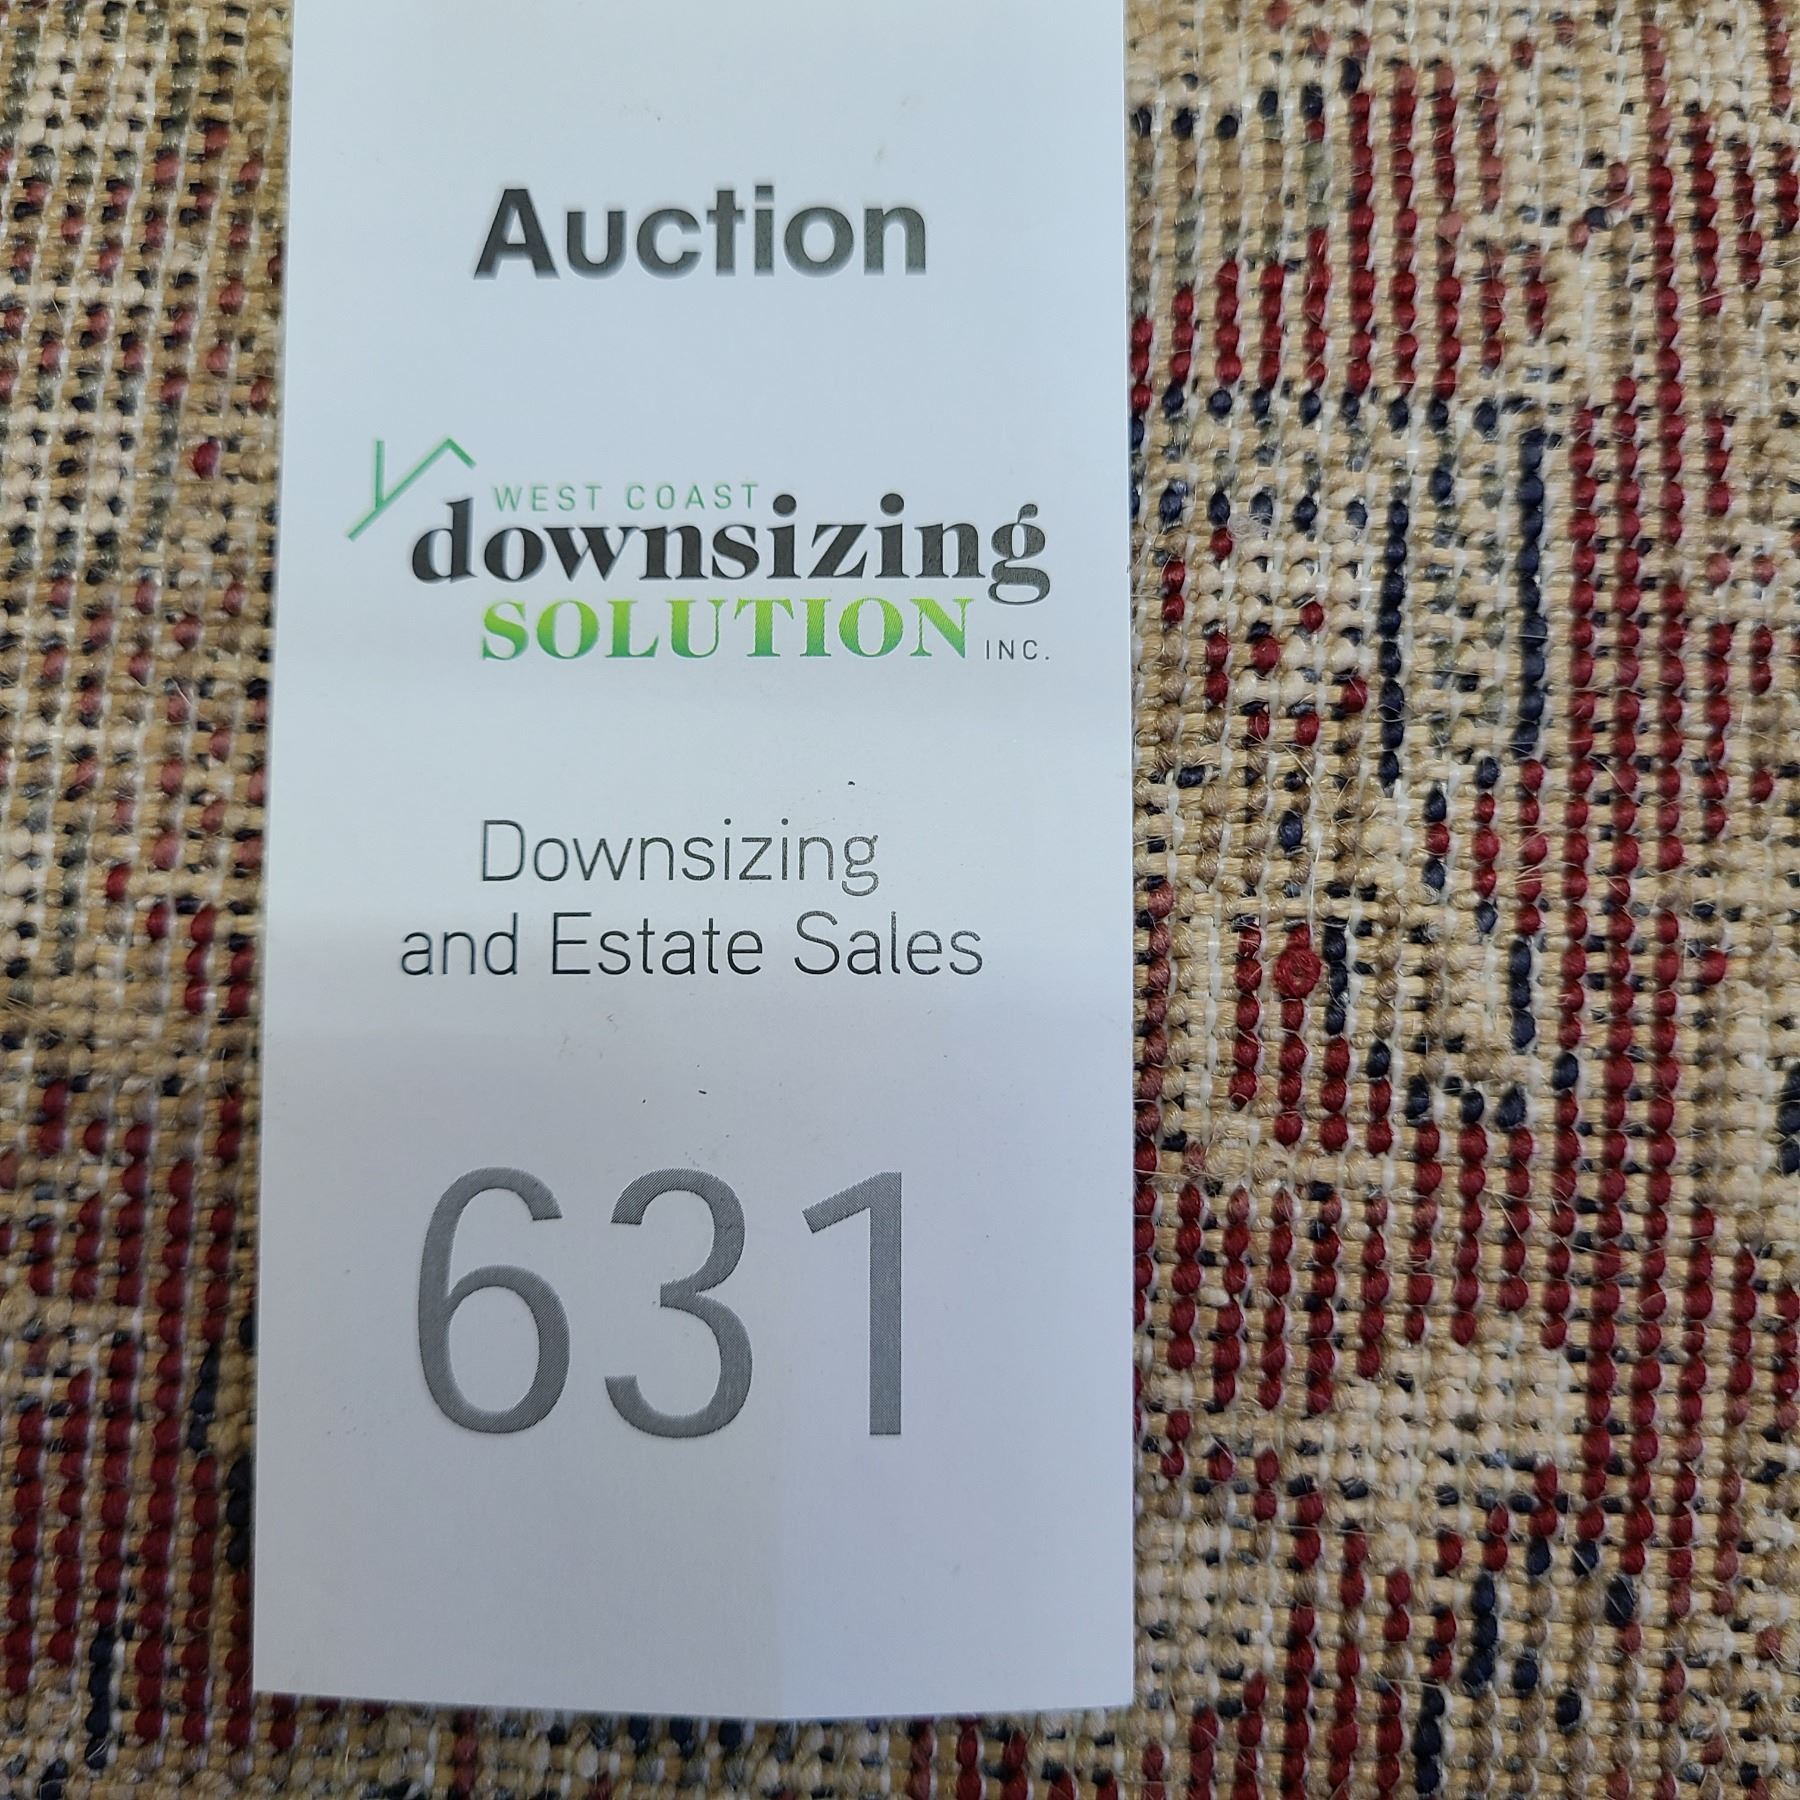 Auction
WEST COAST
downsizing
SOLUTION INC.
Downsizing
and Estate Sales
631